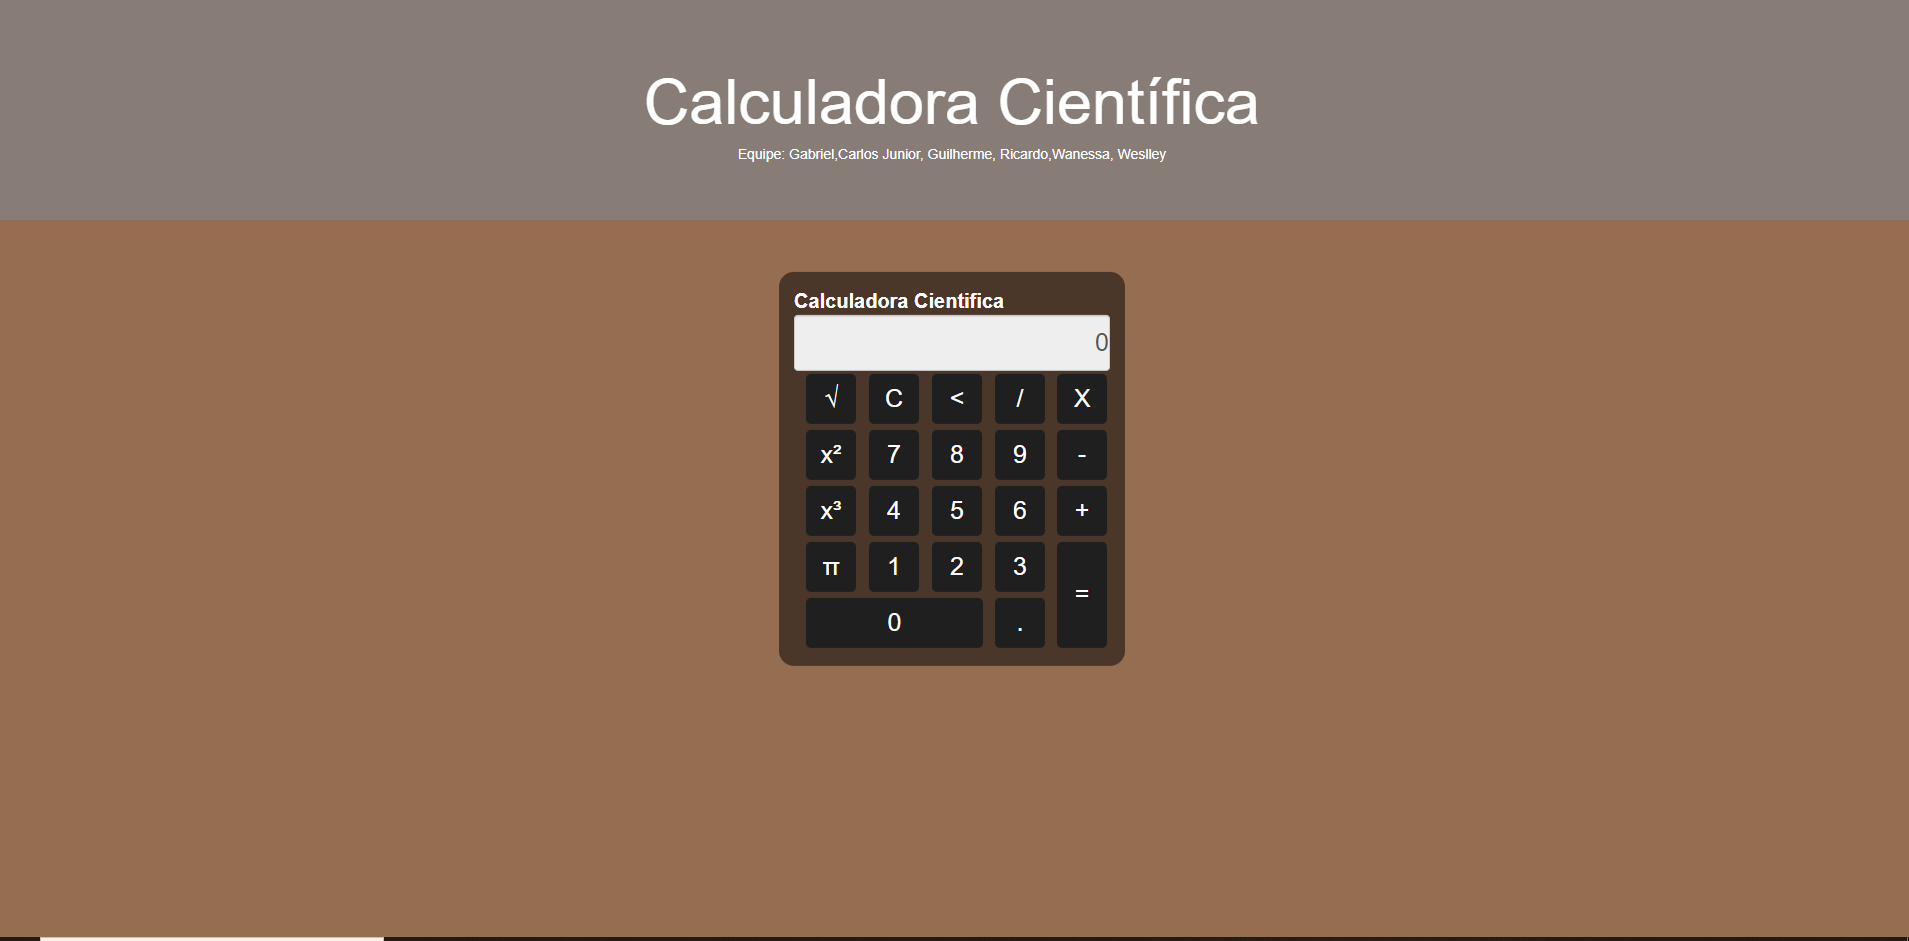 Calculadora Científica
Equipe: Gabriel,Carlos Junior, Guilherme, Ricardo,Wanessa, Weslley
Calculadora Cientifica
0
√ C < / X
x² 7 8 9 -
x³ 4 5 6 +
π 1 2 3 =
0 .